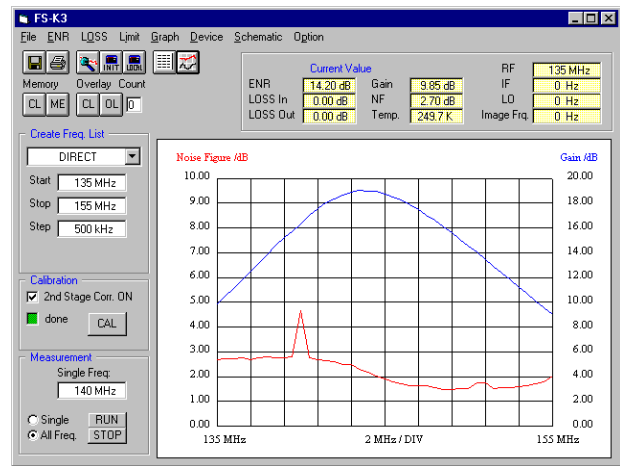 FS-K3
File ENR LOSS Limit Graph Device Schematic Option
INIT LOCAL
Memory Overlay Count
CL ME CL OL 0
Current Value
ENR 14.20 dB Gain 9.85 dB
LOSS In 0.00 dB NF 2.70 dB
LOSS Out 0.00 dB Temp. 249.7 K
RF 135 MHz
IF 0 Hz
LO 0 Hz
Image Frq. 0 Hz
Create Freq. List
DIRECT
Start 135 MHz
Stop 155 MHz
Step 500 kHz
Calibration
2nd Stage Corr. ON
done CAL
Measurement
Single Freq:
140 MHz
Single RUN
All Freq. STOP
Noise Figure /dB Gain /dB
10.00 20.00
9.00 18.00
8.00 16.00
7.00 14.00
6.00 12.00
5.00 10.00
4.00 8.00
3.00 6.00
2.00 4.00
1.00 2.00
0.00 0.00
135 MHz 2 MHz / DIV 155 MHz